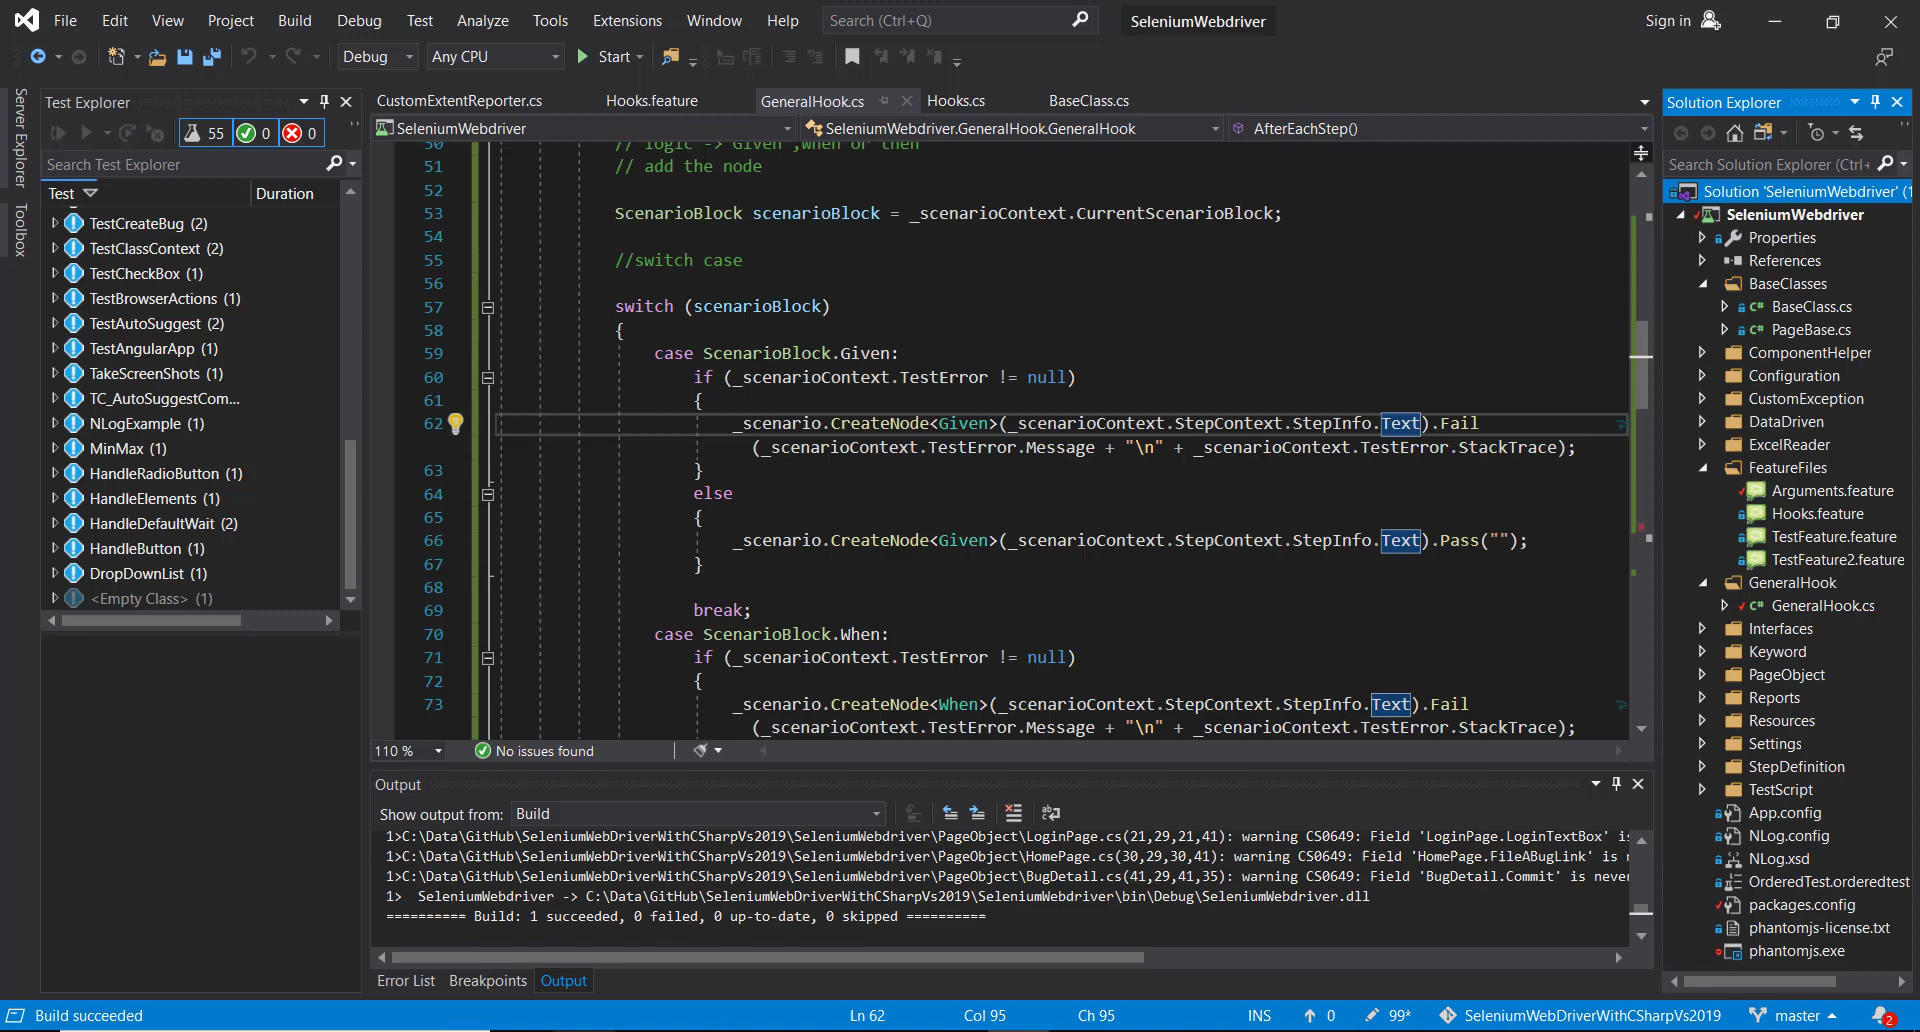 File Edit View Project Build Debug Test Analyze Tools Extensions Window Help Search (Ctrl+Q) SeleniumWebdriver Sign in
Debug Any CPU Start
Server Explorer
Toolbox
Test Explorer
55 0 0
Search Test Explorer
Test Duration
TestCreateBug (2)
TestClassContext (2)
TestCheckBox (1)
TestBrowserActions (1)
TestAutoSuggest (2)
TestAngularApp (1)
TakeScreenShots (1)
TC_AutoSuggestCom...
NLogExample (1)
MinMax (1)
HandleRadioButton (1)
HandleElements (1)
HandleDefaultWait (2)
HandleButton (1)
DropDownList (1)
<Empty Class> (1)
CustomExtentReporter.cs Hooks.feature GeneralHook.cs Hooks.cs BaseClass.cs
SeleniumWebdriver SeleniumWebdriver.GeneralHook.GeneralHook AfterEachStep()
50 // logic -> Given ,when or then
51 // add the node
52
53 ScenarioBlock scenarioBlock = _scenarioContext.CurrentScenarioBlock;
54
55 //switch case
56
57 switch (scenarioBlock)
58 {
59 case ScenarioBlock.Given:
60 if (_scenarioContext.TestError != null)
61 {
62 _scenario.CreateNode<Given>(_scenarioContext.StepContext.StepInfo.Text).Fail
(_scenarioContext.TestError.Message + "\n" + _scenarioContext.TestError.StackTrace);
63 }
64 else
65 {
66 _scenario.CreateNode<Given>(_scenarioContext.StepContext.StepInfo.Text).Pass("");
67 }
68
69 break;
70 case ScenarioBlock.When:
71 if (_scenarioContext.TestError != null)
72 {
73 _scenario.CreateNode<When>(_scenarioContext.StepContext.StepInfo.Text).Fail
(_scenarioContext.TestError.Message + "\n" + _scenarioContext.TestError.StackTrace);
110 % No issues found
Output
Show output from: Build
1>C:\Data\GitHub\SeleniumWebDriverWithCSharpVs2019\SeleniumWebdriver\PageObject\LoginPage.cs(21,29,21,41): warning CS0649: Field 'LoginPage.LoginTextBox' is
1>C:\Data\GitHub\SeleniumWebDriverWithCSharpVs2019\SeleniumWebdriver\PageObject\HomePage.cs(30,29,30,41): warning CS0649: Field 'HomePage.FileABugLink' is
1>C:\Data\GitHub\SeleniumWebDriverWithCSharpVs2019\SeleniumWebdriver\PageObject\BugDetail.cs(41,29,41,35): warning CS0649: Field 'BugDetail.Commit' is never
1> SeleniumWebdriver -> C:\Data\GitHub\SeleniumWebDriverWithCSharpVs2019\SeleniumWebdriver\bin\Debug\SeleniumWebdriver.dll
========== Build: 1 succeeded, 0 failed, 0 up-to-date, 0 skipped ==========
Error List Breakpoints Output
Solution Explorer
Search Solution Explorer (Ctrl+
Solution 'SeleniumWebdriver' (1
SeleniumWebdriver
Properties
References
BaseClasses
BaseClass.cs
PageBase.cs
ComponentHelper
Configuration
CustomException
DataDriven
ExcelReader
FeatureFiles
Arguments.feature
Hooks.feature
TestFeature.feature
TestFeature2.feature
GeneralHook
GeneralHook.cs
Interfaces
Keyword
PageObject
Reports
Resources
Settings
StepDefinition
TestScript
App.config
NLog.config
NLog.xsd
OrderedTest.orderedtest
packages.config
phantomjs-license.txt
phantomjs.exe
Build succeeded Ln 62 Col 95 Ch 95 INS 0 99* SeleniumWebDriverWithCSharpVs2019 master 2